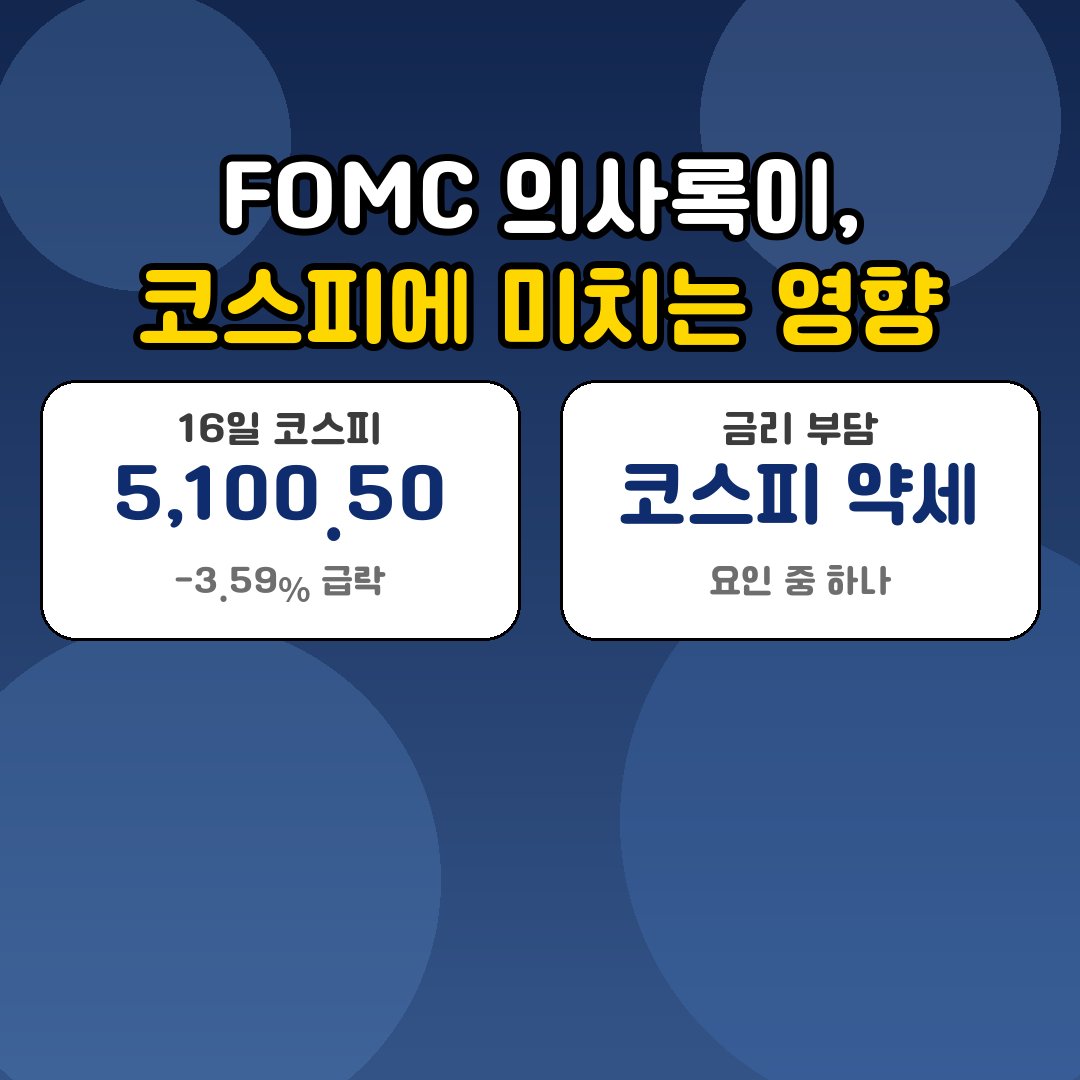 FOMC 의사록이,
코스피에 미치는 영향
16일 코스피
5,100.50
-3.59% 급락
금리 부담
코스피 약세
요인 중 하나